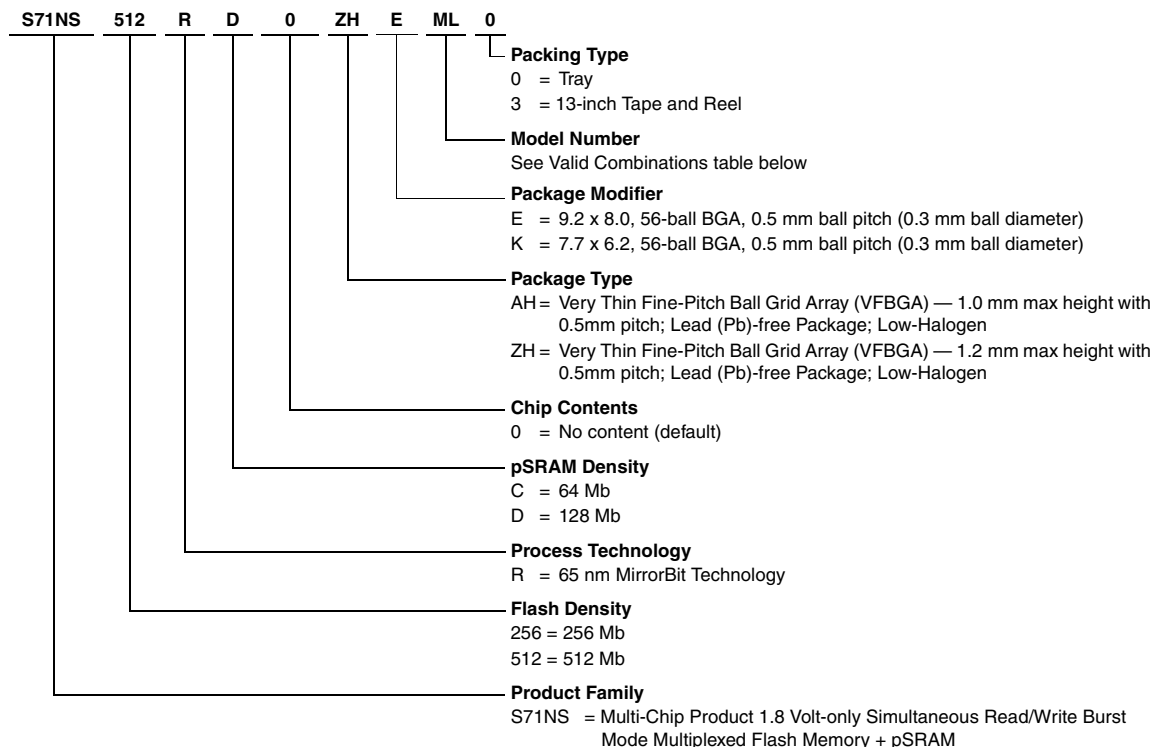 S71NS 512 R D 0 ZH E ML 0
Packing Type
0 = Tray
3 = 13-inch Tape and Reel
Model Number
See Valid Combinations table below
Package Modifier
E = 9.2 x 8.0, 56-ball BGA, 0.5 mm ball pitch (0.3 mm ball diameter)
K = 7.7 x 6.2, 56-ball BGA, 0.5 mm ball pitch (0.3 mm ball diameter)
Package Type
AH = Very Thin Fine-Pitch Ball Grid Array (VFBGA) — 1.0 mm max height with
0.5mm pitch; Lead (Pb)-free Package; Low-Halogen
ZH = Very Thin Fine-Pitch Ball Grid Array (VFBGA) — 1.2 mm max height with
0.5mm pitch; Lead (Pb)-free Package; Low-Halogen
Chip Contents
0 = No content (default)
pSRAM Density
C = 64 Mb
D = 128 Mb
Process Technology
R = 65 nm MirrorBit Technology
Flash Density
256 = 256 Mb
512 = 512 Mb
Product Family
S71NS = Multi-Chip Product 1.8 Volt-only Simultaneous Read/Write Burst
Mode Multiplexed Flash Memory + pSRAM